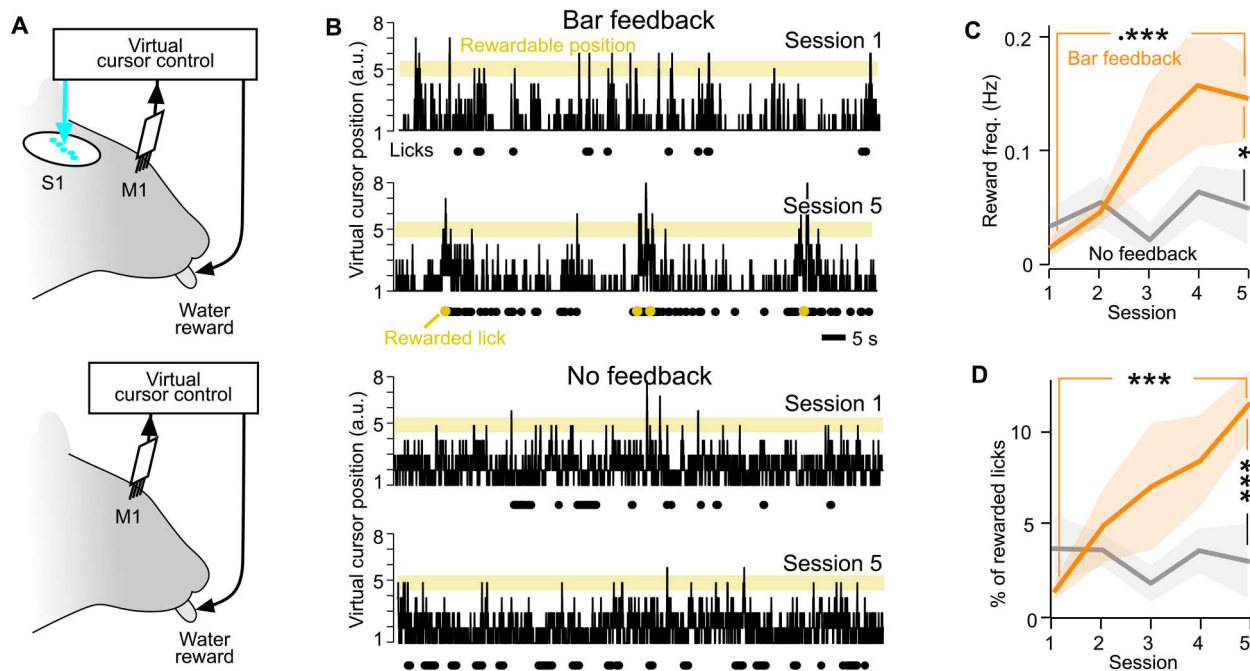 A
Virtual
cursor control
S1
M1
Water
reward
Virtual
cursor control
M1
Water
reward
B
Bar feedback
Virtual cursor position (a.u.)
8
5
1
Rewardable position
Session 1
Licks
8
5
1
Session 5
Rewarded lick
5 s
No feedback
Virtual cursor position (a.u.)
8
5
1
Session 1
8
5
1
Session 5
C
Reward freq. (Hz)
0.2
0.1
0
.***
Bar feedback
*
No feedback
1 2 3 4 5
Session
D
% of rewarded licks
10
5
0
***
***
1 2 3 4 5
Session